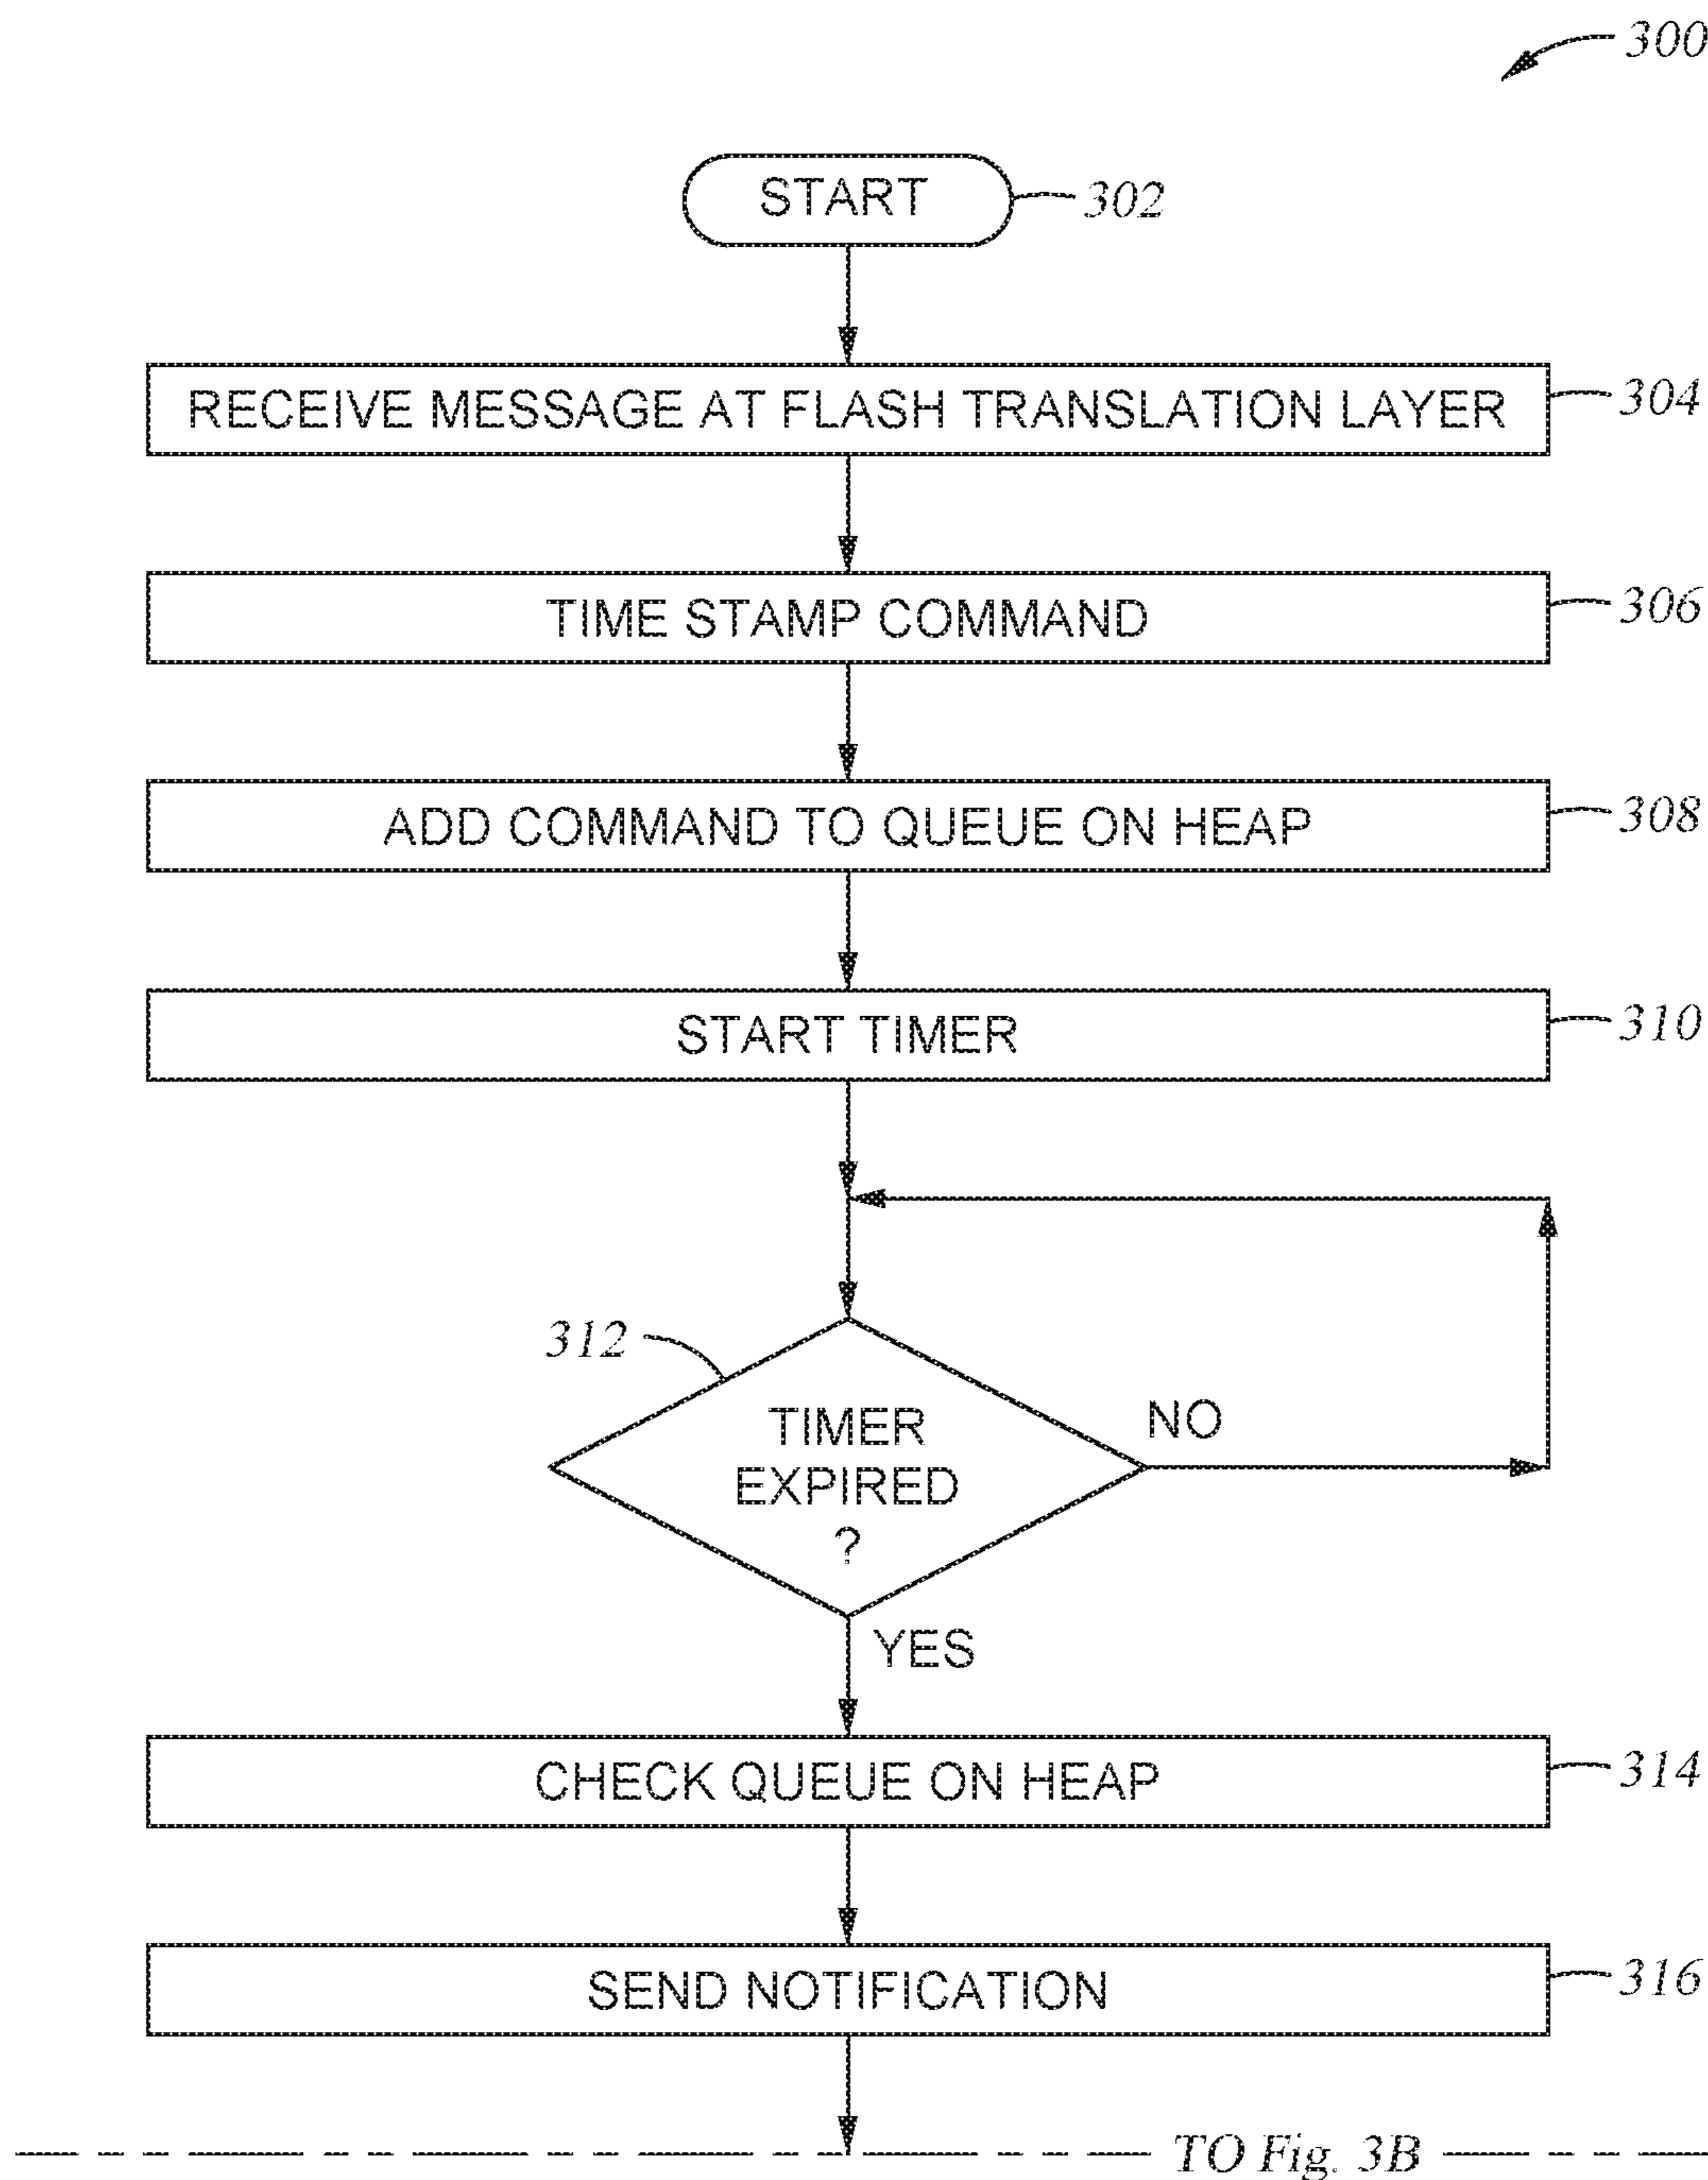 300
START
302
RECEIVE MESSAGE AT FLASH TRANSLATION LAYER
304
TIME STAMP COMMAND
306
ADD COMMAND TO QUEUE ON HEAP
308
START TIMER
310
312
TIMER
EXPIRED
?
NO
YES
CHECK QUEUE ON HEAP
314
SEND NOTIFICATION
316
TO Fig. 3B